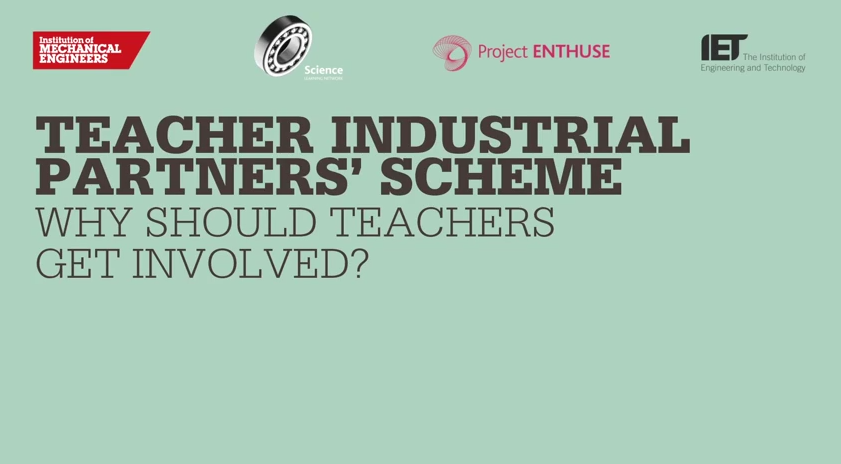 Institution of
MECHANICAL
ENGINEERS
Science
LEARNING NETWORK
Project ENTHUSE
IET The Institution of
Engineering and Technology
TEACHER INDUSTRIAL
PARTNERS’ SCHEME
WHY SHOULD TEACHERS
GET INVOLVED?